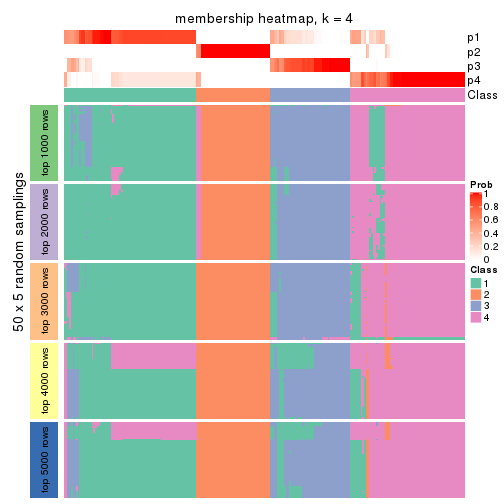 membership heatmap, k = 4
p1
p2
p3
p4
Class
50 x 5 random samplings
top 1000 rows
top 2000 rows
top 3000 rows
top 4000 rows
top 5000 rows
Prob
1
0.8
0.6
0.4
0.2
0
Class
1
2
3
4